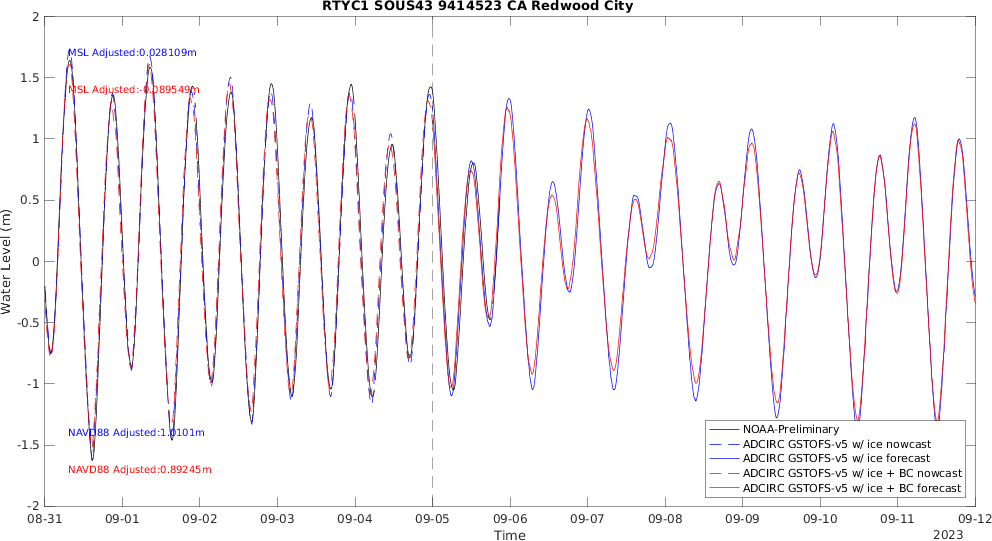 RTYC1 SOUS43 9414523 CA Redwood City
2
1.5
1
0.5
0
-0.5
-1
-1.5
-2
Water Level (m)
MSL Adjusted:0.028109m
MSL Adjusted:-0.089549m
NAVD88 Adjusted:1.0101m
NAVD88 Adjusted:0.89245m
NOAA-Preliminary
ADCIRC GSTOFS-v5 w/ ice nowcast
ADCIRC GSTOFS-v5 w/ ice forecast
ADCIRC GSTOFS-v5 w/ ice + BC nowcast
ADCIRC GSTOFS-v5 w/ ice + BC forecast
08-31 09-01 09-02 09-03 09-04 09-05 09-06 09-07 09-08 09-09 09-10 09-11 09-12
Time
2023